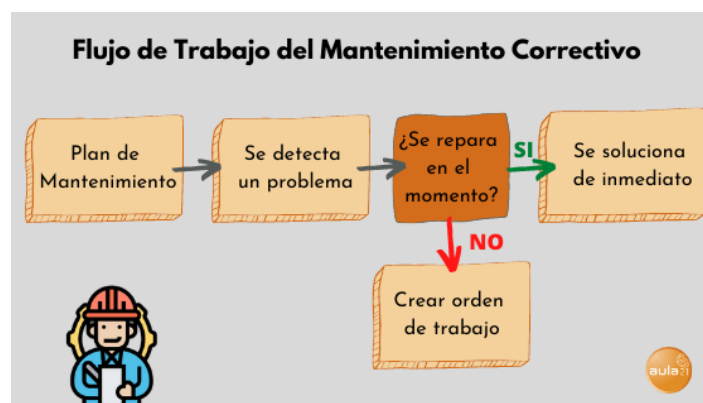 Flujo de Trabajo del Mantenimiento Correctivo
Plan de
Mantenimiento
Se detecta
un problema
¿Se repara
en el
momento?
SI
Se soluciona
de inmediato
NO
Crear orden
de trabajo
aula21